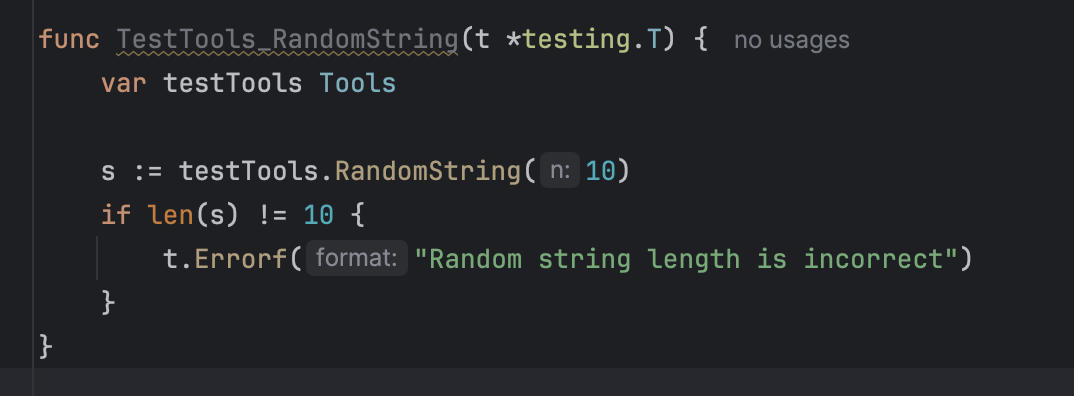 func TestTools_RandomString(t *testing.T) { no usages
var testTools Tools
s := testTools.RandomString( n: 10)
if len(s) != 10 {
t.Errorf( format: "Random string length is incorrect")
}
}